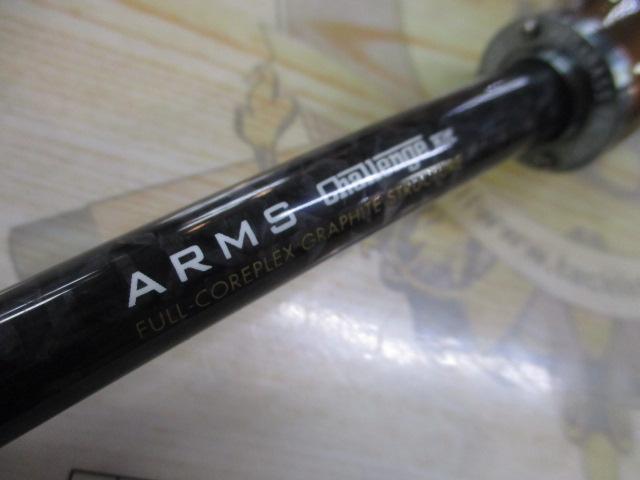 ARMS Challenge
FULL-COREPLEX GRAPHITE STRUCTURE